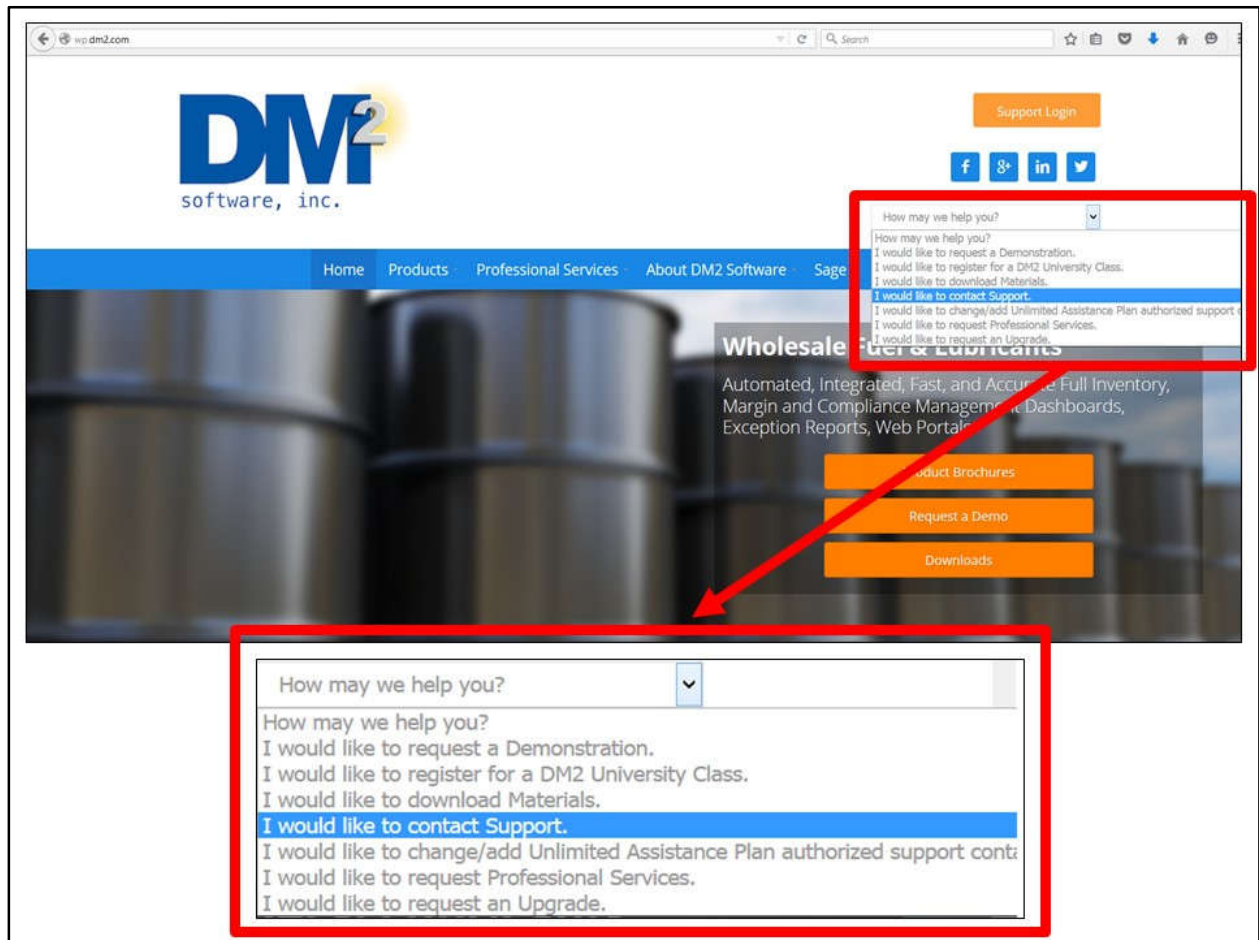 wp.dm2.com
Search
DM2
software, inc.
Support Login
f 8+ in
How may we help you?
How may we help you?
I would like to request a Demonstration.
I would like to register for a DM2 University Class.
I would like to download Materials.
I would like to contact Support.
I would like to change/add Unlimited Assistance Plan authorized support
I would like to request Professional Services.
I would like to request an Upgrade.
Home Products Professional Services About DM2 Software Sage
Wholesale Fuel & Lubricants
Automated, Integrated, Fast, and Accurate Full Inventory,
Margin and Compliance Management Dashboards,
Exception Reports, Web Portals
Product Brochures
Request a Demo
Downloads
How may we help you?
How may we help you?
I would like to request a Demonstration.
I would like to register for a DM2 University Class.
I would like to download Materials.
I would like to contact Support.
I would like to change/add Unlimited Assistance Plan authorized support conta
I would like to request Professional Services.
I would like to request an Upgrade.